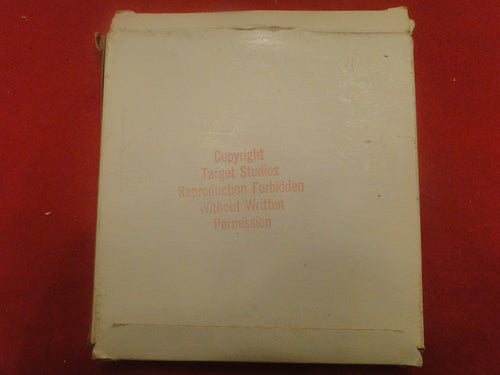 Copyright
Target Studios
Reproduction Forbidden
Without Written
Permission